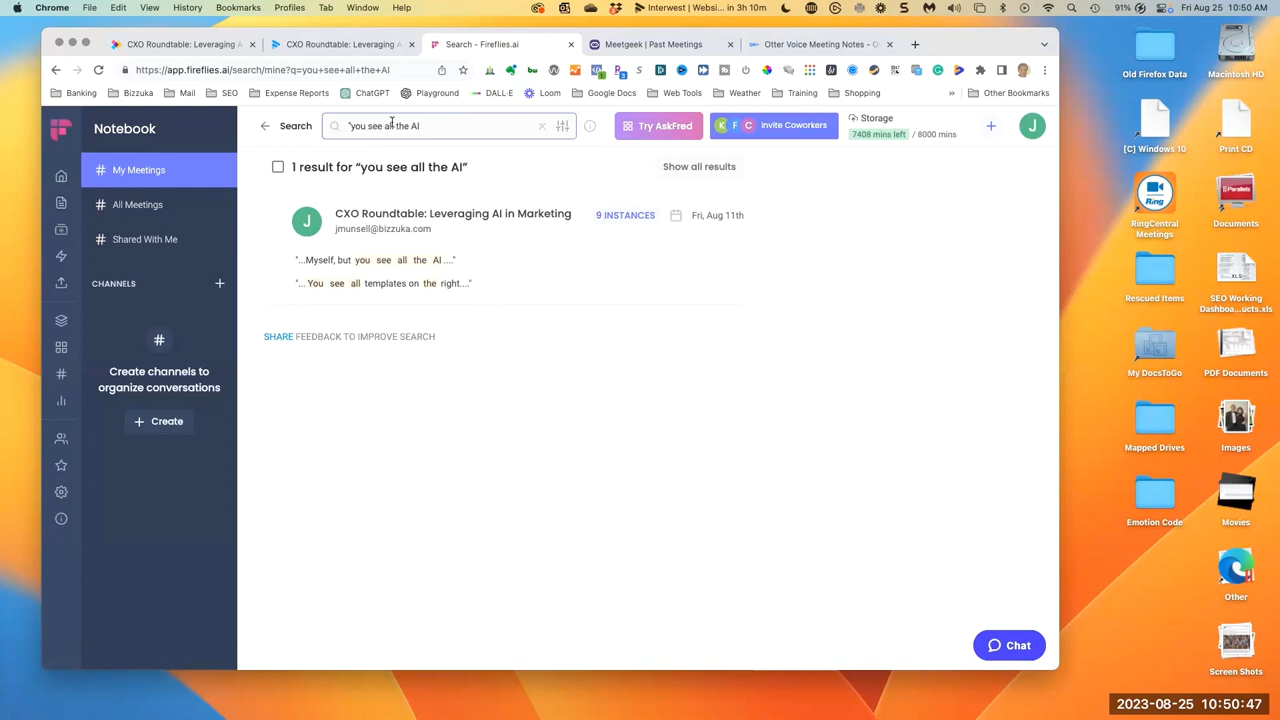 Chrome File Edit View History Bookmarks Profiles Tab Window Help
Interwest | Webs... in 3h 10m
91% Fri Aug 25 10:50 AM
CXO Roundtable: Leveraging A
CXO Roundtable: Leveraging A
Search - Fireflies.ai
Meetgeek | Past Meetings
Otter Voice Meeting Notes - O
https://app.fireflies.ai/search/mine?q=you+see+all+the+AI
Banking Bizzuka Mail SEO Expense Reports ChatGPT Playground DALL·E Loom Google Docs Web Tools Weather Training Shopping » Other Bookmarks
Notebook
My Meetings
All Meetings
Shared With Me
CHANNELS
Create channels to
organize conversations
Create
Search
"you see all the AI
Try AskFred
K F C Invite Coworkers
Storage
7408 mins left / 8000 mins
J
1 result for “you see all the AI”
Show all results
J
CXO Roundtable: Leveraging AI in Marketing
9 INSTANCES
Fri, Aug 11th
jmunsell@bizzuka.com
"...Myself, but you see all the AI ...."
"... You see all templates on the right...."
SHARE FEEDBACK TO IMPROVE SEARCH
Chat
Old Firefox Data
Macintosh HD
[C] Windows 10
Print CD
Ring
RingCentral
Meetings
Parallels
Documents
Rescued Items
XLS
SEO Working
Dashboa...ucts.xls
My DocsToGo
PDF Documents
Mapped Drives
Images
Emotion Code
Movies
Other
Screen Shots
2023-08-25 10:50:47